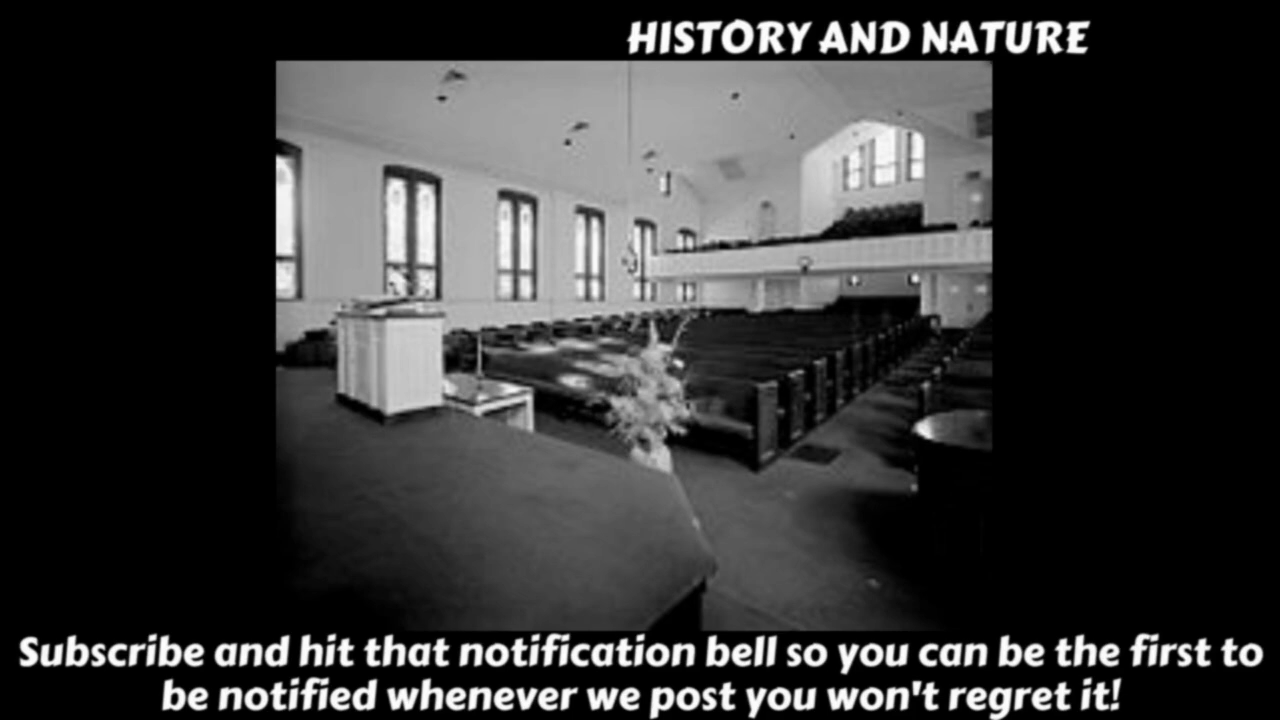 HISTORY AND NATURE
Subscribe and hit that notification bell so you can be the first to
be notified whenever we post you won't regret it!